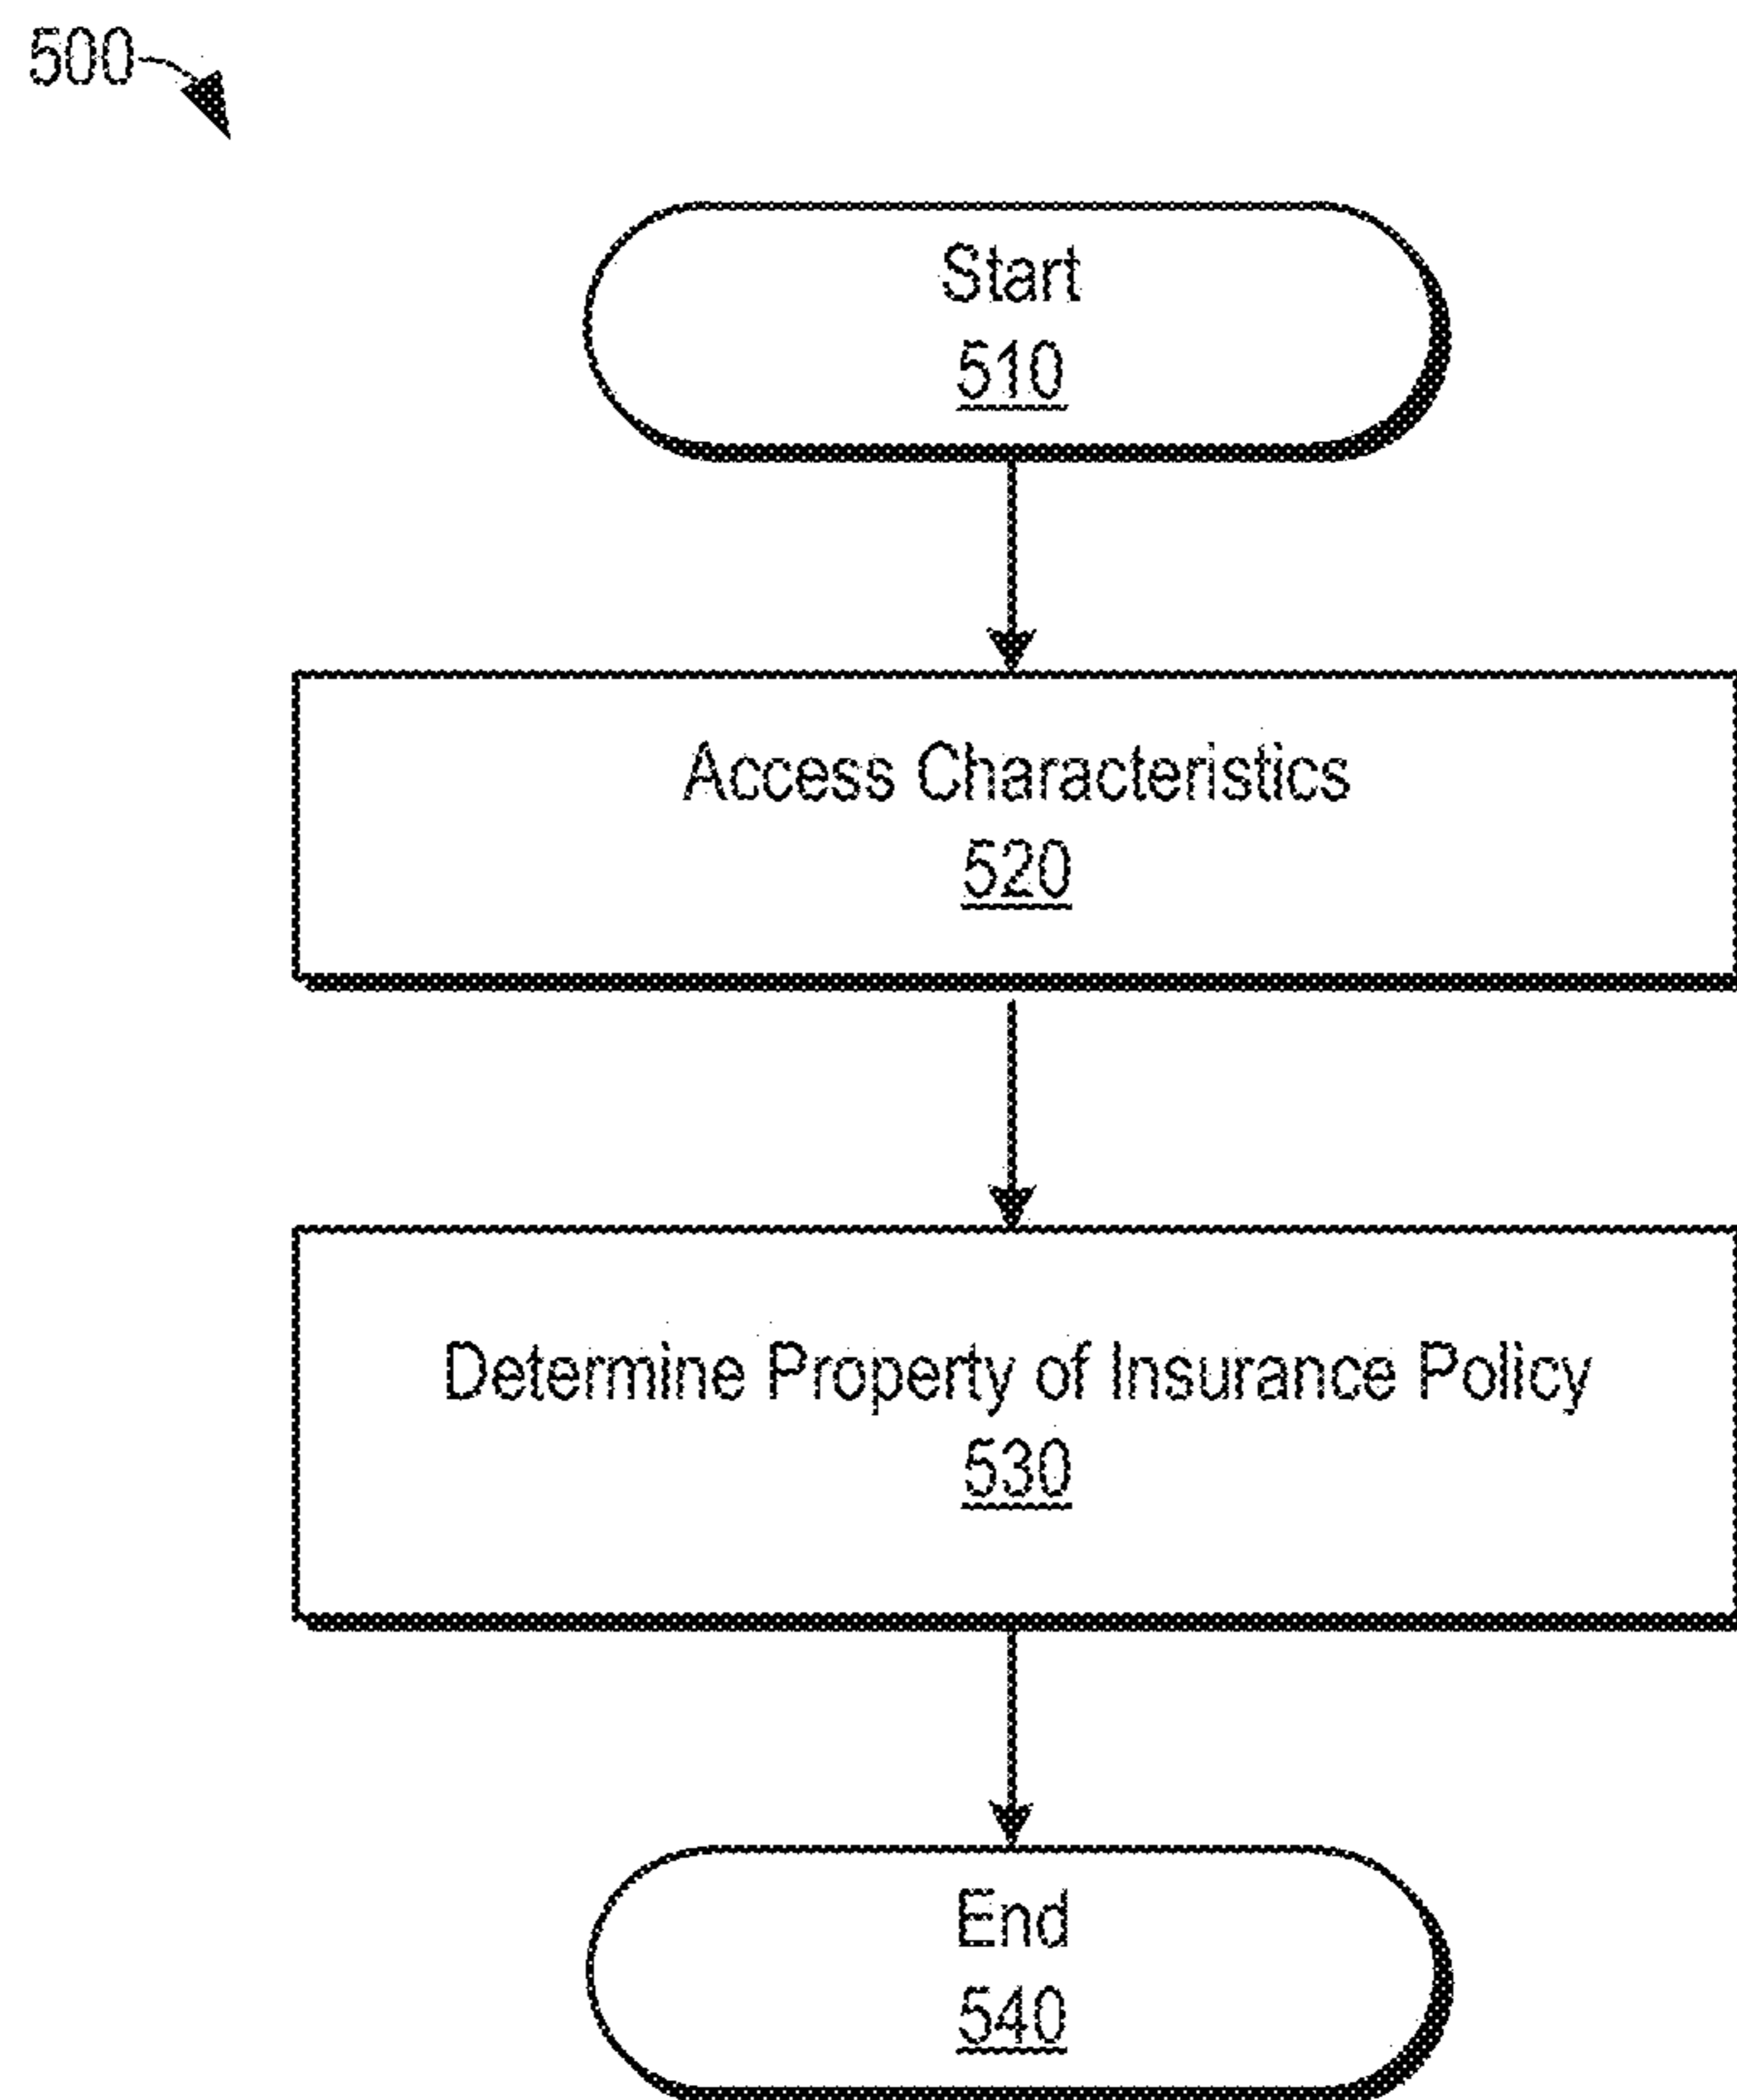 500
Start
510
Access Characteristics
520
Determine Property of Insurance Policy
530
End
540